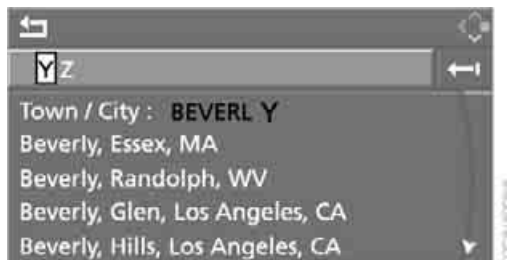 Y Z
Town / City : BEVERL Y
Beverly, Essex, MA
Beverly, Randolph, WV
Beverly, Glen, Los Angeles, CA
Beverly, Hills, Los Angeles, CA